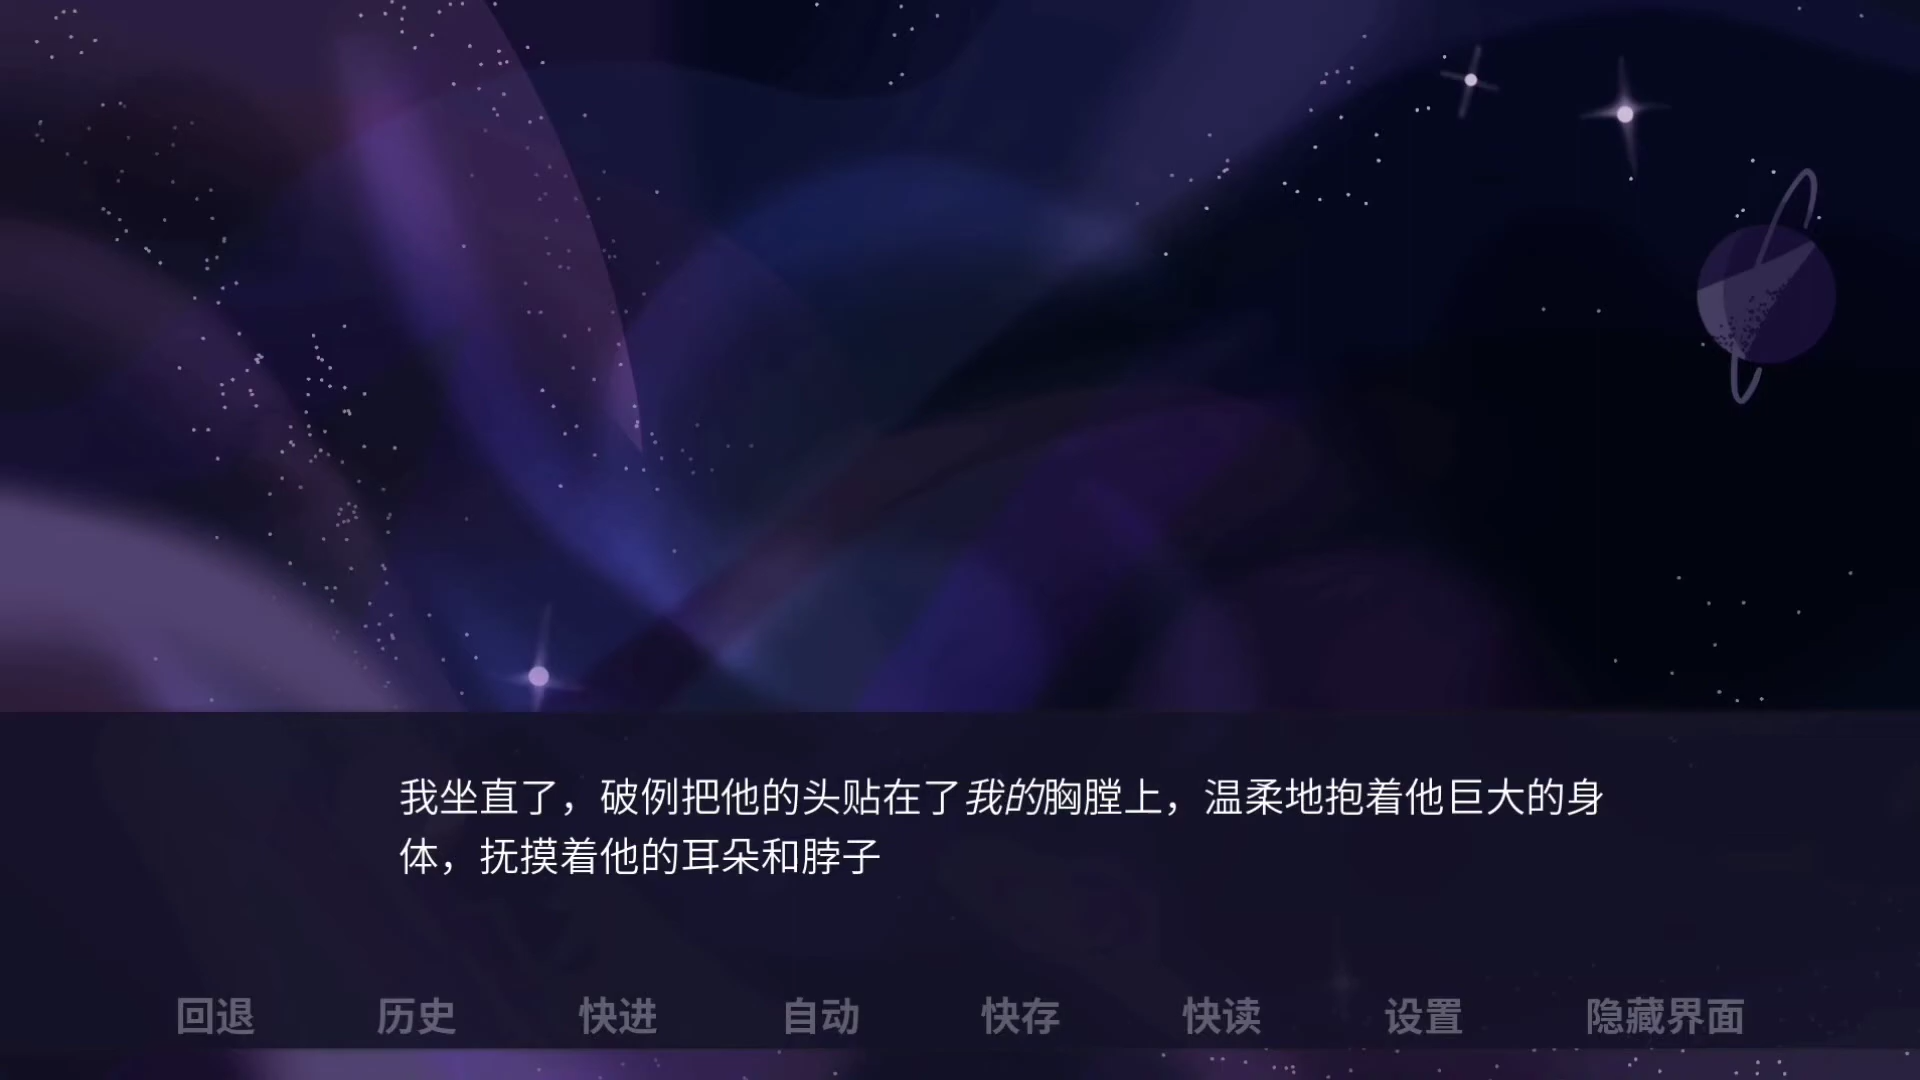 我坐直了，破例把他的头贴在了我的胸膛上，温柔地抱着他巨大的身
体，抚摸着他的耳朵和脖子
回退 历史 快进 自动 快存 快读 设置 隐藏界面